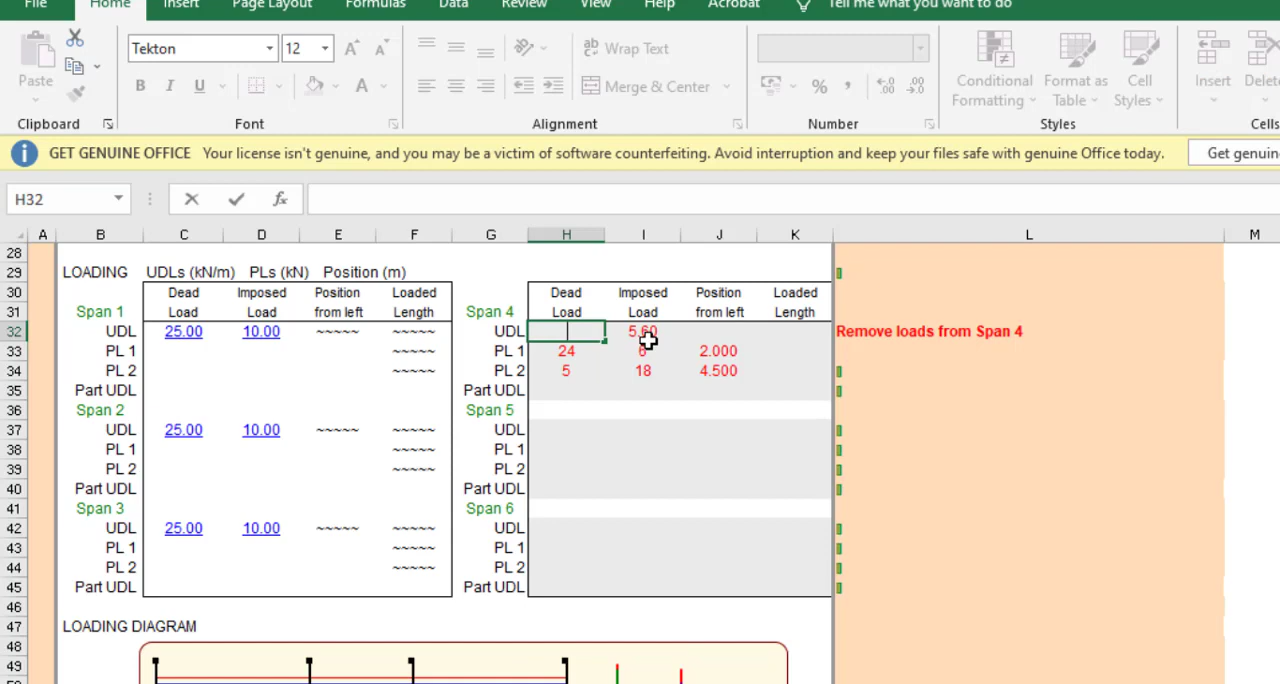 File Home Insert Page Layout Formulas Data Review View Help Acrobat Tell me what you want to do
Tekton 12 Wrap Text
Paste B I U A Merge & Center % Conditional Formatting Format as Table Cell Styles Insert Delete
Clipboard Font Alignment Number Styles Cells
GET GENUINE OFFICE Your license isn't genuine, and you may be a victim of software counterfeiting. Avoid interruption and keep your files safe with genuine Office today. Get genuin
H32 fx
A B C D E F G H I J K L M
28
29 LOADING UDLs (kN/m) PLs (kN) Position (m)
30 Dead Imposed Position Loaded Dead Imposed Position Loaded
31 Span 1 Load Load from left Length Span 4 Load Load from left Length
32 UDL 25.00 10.00 ~~~~~ ~~~~~ UDL 5.60 Remove loads from Span 4
33 PL 1 ~~~~~ PL 1 24 6 2.000
34 PL 2 ~~~~~ PL 2 5 18 4.500
35 Part UDL Part UDL
36 Span 2 Span 5
37 UDL 25.00 10.00 ~~~~~ ~~~~~ UDL
38 PL 1 ~~~~~ PL 1
39 PL 2 ~~~~~ PL 2
40 Part UDL Part UDL
41 Span 3 Span 6
42 UDL 25.00 10.00 ~~~~~ ~~~~~ UDL
43 PL 1 ~~~~~ PL 1
44 PL 2 ~~~~~ PL 2
45 Part UDL Part UDL
46
47 LOADING DIAGRAM
48
49